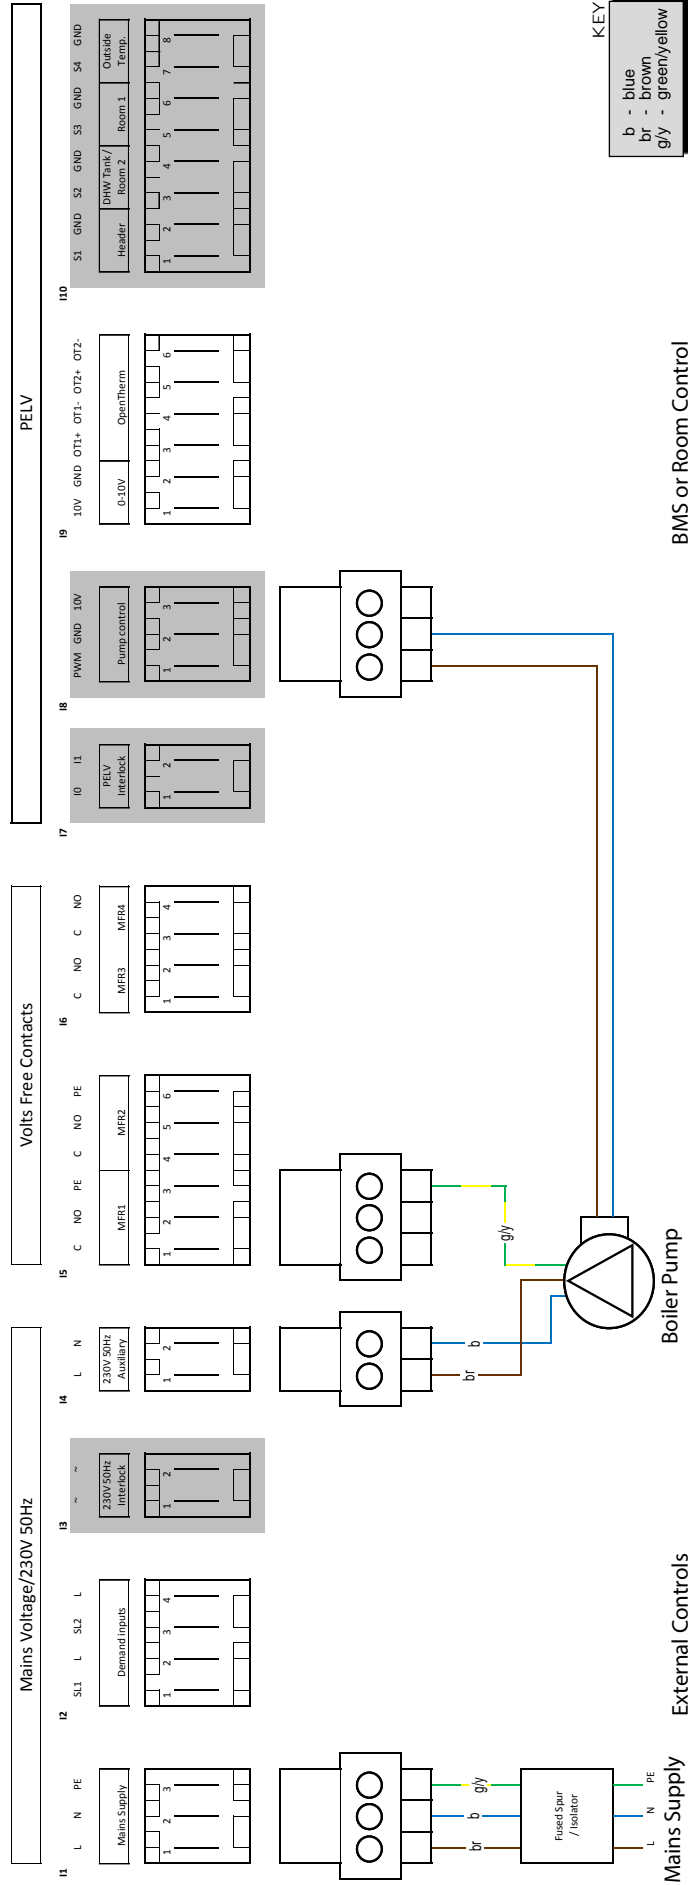 Mains Voltage/230V 50Hz
Volts Free Contacts
PELV
I1
L N PE
Mains Supply
1 2 3
I2
SL1 L SL2 L
Demand inputs
1 2 3 4
I3
~ ~
230V 50Hz
Interlock
1 2
I4
L N
230V 50Hz
Auxiliary
1 2
I5
C NO PE C NO PE
MFR1 MFR2
1 2 3 4 5 6
I6
C NO C NO
MFR3 MFR4
1 2 3 4
I7
I0 I1
PELV
Interlock
1 2
I8
PWM GND 10V
Pump control
1 2 3
I9
10V GND OT1+ OT1- OT2+ OT2-
0-10V OpenTherm
1 2 3 4 5 6
I10
S1 GND S2 GND S3 GND S4 GND
Header
DHW Tank/
Room 2
Room 1
Outside
Temp.
1 2 3 4 5 6 7 8
br b g/y
Fused Spur
/ Isolator
L N PE
Mains Supply
External Controls
br b g/y
Boiler Pump
BMS or Room Control
KEY
b - blue
br - brown
g/y - green/yellow